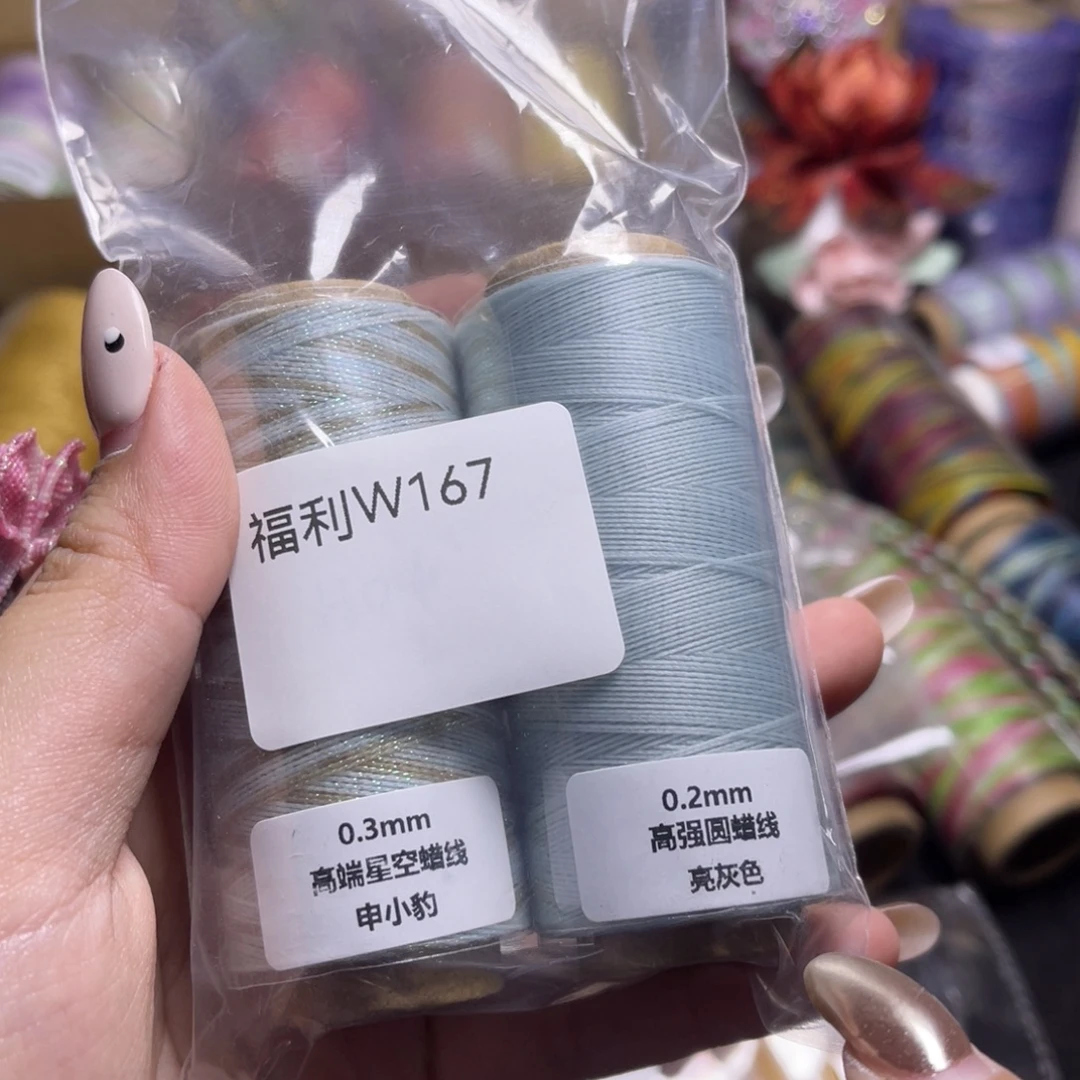 福利W167
0.3mm
高端星空蜡线
申小豹
0.2mm
高强圆蜡线
亮灰色